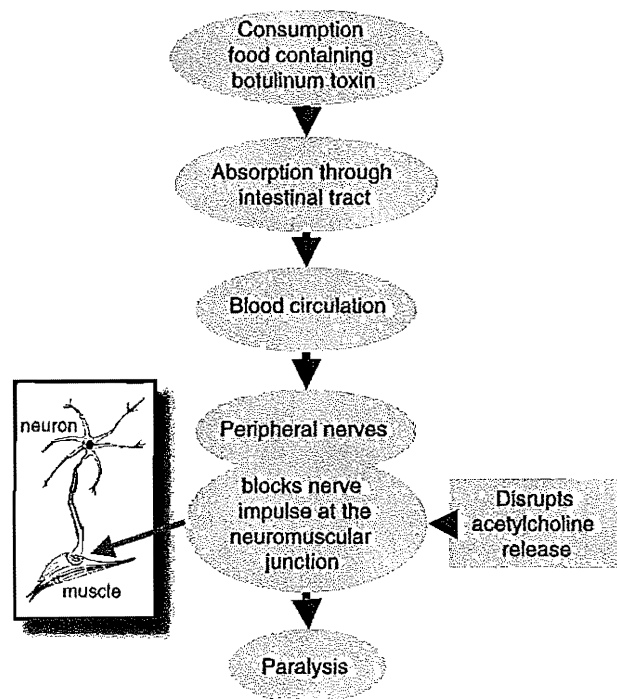 Consumption
food containing
botulinum toxin
Absorption through
intestinal tract
Blood circulation
Peripheral nerves
neuron
muscle
blocks nerve
impulse at the
neuromuscular
junction
Disrupts
acetylcholine
release
Paralysis